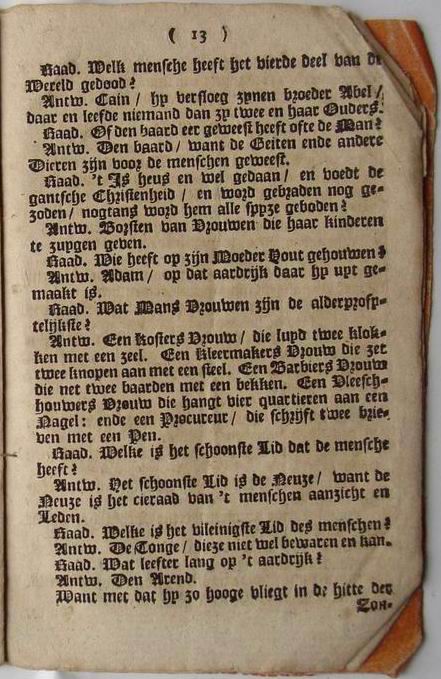 ( 13 )
Raad. Welk mensche heeft het vierde deel van de
Wereld gedood?
Antw. Cain / hy versloeg zynen broeder Abel /
daar en leefde niemand dan zy twee en haar Ouders.
Raad. Of den baard eer geweest heeft ofte de Man?
Antw. Den baard / want de Geiten ende andere
Dieren zijn voor de menschen geweest.
Raad. 't Is heus en wel gedaan / en voedt de
gantsche Christenheid / en word gebraden nog ge-
zoden / nogtans word hem alle spyze geboden?
Antw. Borsten van Vrouwen die haar kinderen
te zuygen geven.
Raad. Wie heeft op zijn Moeder Hout gehouwen?
Antw. Adam / op dat aardrijk daar hy uyt ge-
maakt is.
Raad. Wat Mans Vrouwen zijn de alderprofy-
telijkste?
Antw. Een Kosters Vrouw / die luyd twee klok-
ken met een zeel. Een Kleermakers Vrouw die zet
twee knopen aan met een steel. Een Barbiers Vrouw
die net twee baarden met een bekken. Een Vleesch-
houwers Vrouw die hangt vier quartieren aan een
Nagel: ende een Procureur / die schrijft twee brie-
ven met een Pen.
Raad. Welke is het schoonste Lid dat de mensche
heeft?
Antw. Het schoonste Lid is de Neuze / want de
Neuze is het cieraad van 't menschen aanzicht en
Leden.
Raad. Welke is het vileinigste Lid des menschen?
Antw. De Tonge / dieze niet wel bewaren en kan.
Raad. Wat leefter lang op 't aardrijk?
Antw. Den Arend.
Want met dat hy zo hooge vliegt in de hitte der
Zon-